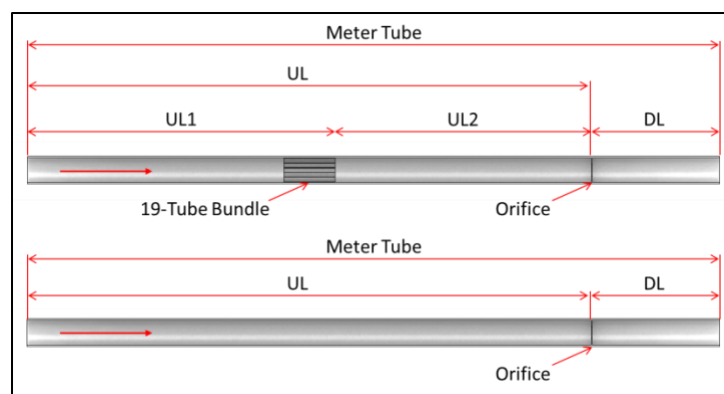 Meter Tube
UL
UL1
UL2
DL
19-Tube Bundle
Orifice
Meter Tube
UL
DL
Orifice